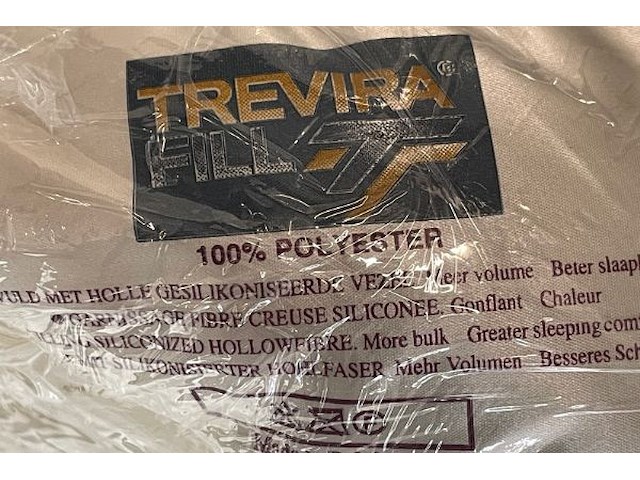 TREVIRA®
FILL
100% POLYESTER
VULD MET HOLLE GESILIKONISEERDE VEZEL. Meer volume Beter slaap
GARNISSAGE FIBRE CREUSE SILICONEE. Gonflant Chaleur
SILICONIZED HOLLOWFIBRE. More bulk Greater sleeping com
MIT SILIKONISIERTER HOHLFASER Mehr Volumen Besseres Sch